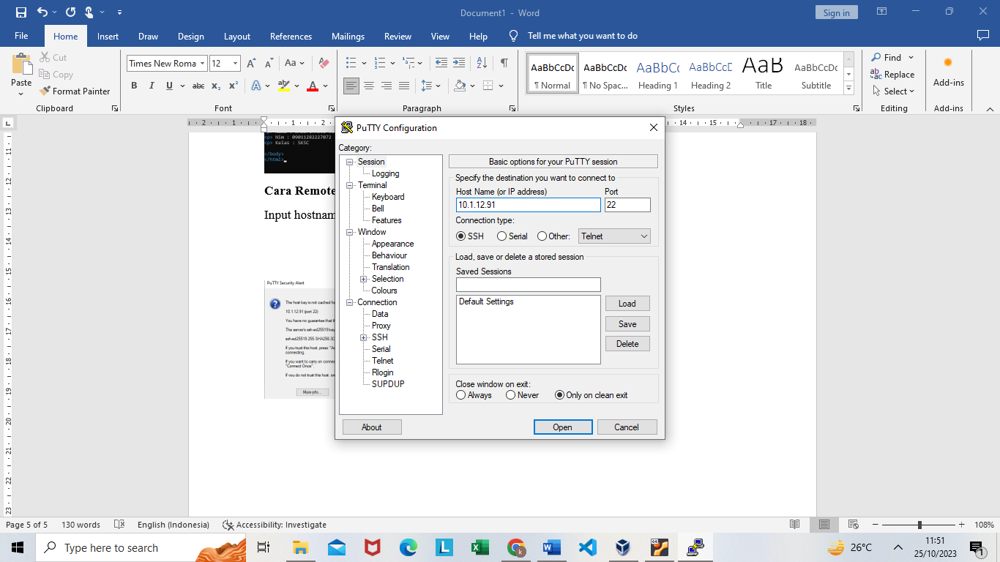 Document1 - Word
Sign in
File Home Insert Draw Design Layout References Mailings Review View Help Tell me what you want to do
Paste
Cut
Copy
Format Painter
Clipboard
Times New Roma 12
Font
Paragraph
AaBbCcDc AaBbCcDc AaBbCc AaBbCcD AaB AaBbCcDc
¶ Normal ¶ No Spac... Heading 1 Heading 2 Title Subtitle
Styles
Find
Replace
Select
Editing
Add-ins
Add-ins
<p> Nim : 09011282227072
<p> Kelas : SK5C
</body>
</html>
Cara Remote
Input hostnam
PuTTY Security Alert
The host key is not cached fo
10.1.12.91 (port 22)
You have no guarantee that th
The server's ssh-ed25519 key
ssh-ed25519 255 SHA256:3C
If you trust this host, press "Ac
connecting.
If you want to carry on connec
"Connect Once".
If you do not trust this host, pre
More info...
PuTTY Configuration
Category:
Session
Logging
Terminal
Keyboard
Bell
Features
Window
Appearance
Behaviour
Translation
Selection
Colours
Connection
Data
Proxy
SSH
Serial
Telnet
Rlogin
SUPDUP
Basic options for your PuTTY session
Specify the destination you want to connect to
Host Name (or IP address) Port
10.1.12.91 22
Connection type:
SSH Serial Other: Telnet
Load, save or delete a stored session
Saved Sessions
Default Settings
Load
Save
Delete
Close window on exit:
Always Never Only on clean exit
About Open Cancel
Page 5 of 5 130 words English (Indonesia) Accessibility: Investigate 108%
Type here to search
26°C
11:51
25/10/2023